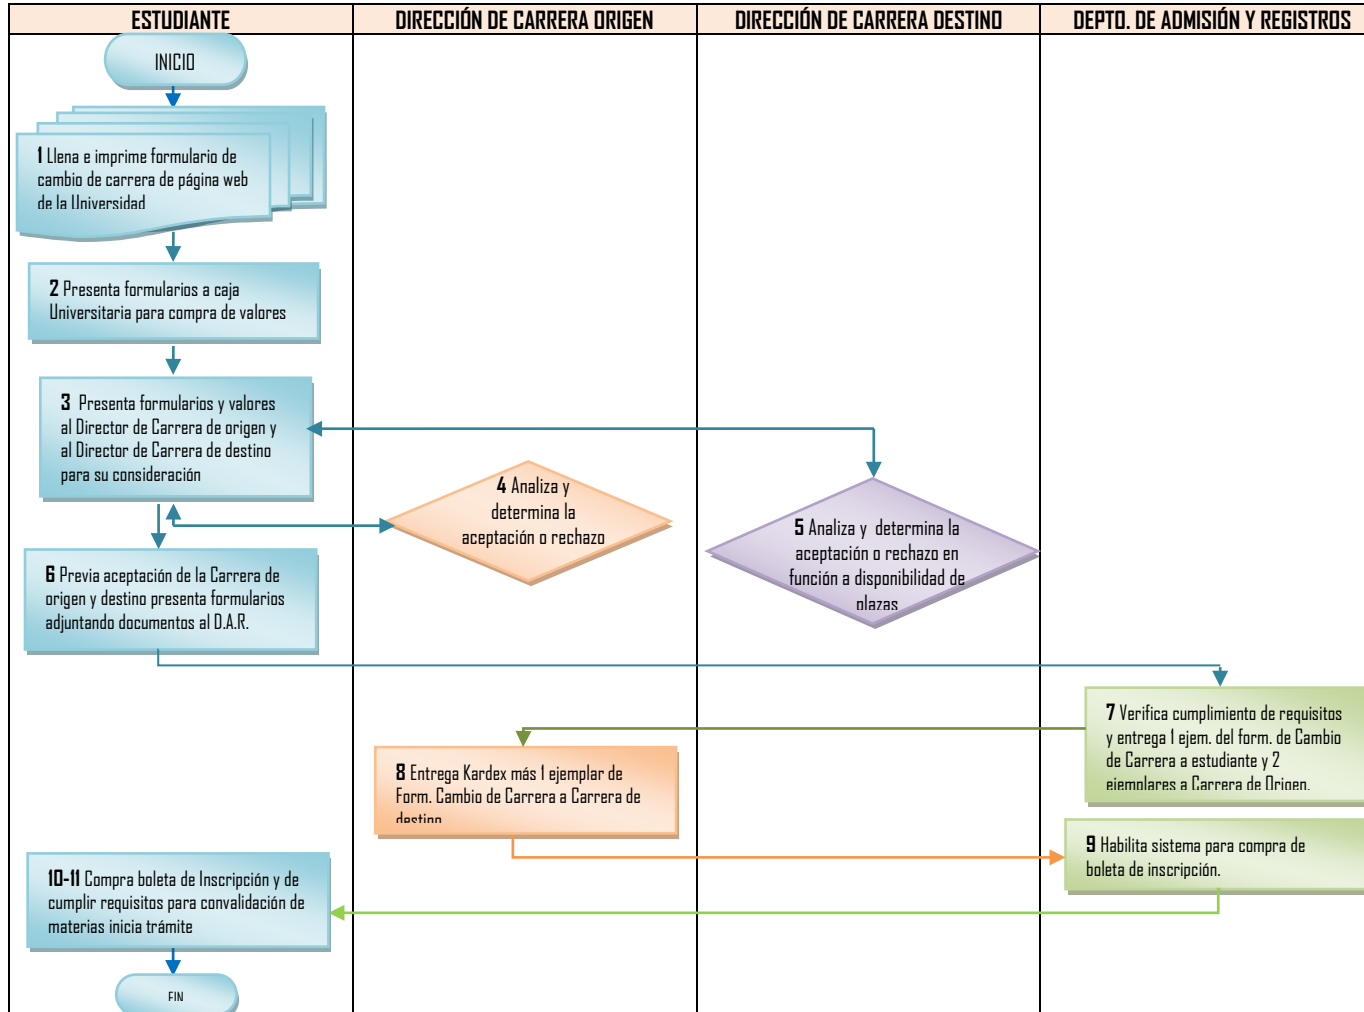 ESTUDIANTE
DIRECCIÓN DE CARRERA ORIGEN
DIRECCIÓN DE CARRERA DESTINO
DEPTO. DE ADMISIÓN Y REGISTROS
INICIO
1 Llena e imprime formulario de
cambio de carrera de página web
de la Universidad
2 Presenta formularios a caja
Universitaria para compra de valores
3 Presenta formularios y valores
al Director de Carrera de origen y
al Director de Carrera de destino
para su consideración
4 Analiza y
determina la
aceptación o rechazo
5 Analiza y determina la
aceptación o rechazo en
función a disponibilidad de
plazas
6 Previa aceptación de la Carrera de
origen y destino presenta formularios
adjuntando documentos al D.A.R.
7 Verifica cumplimiento de requisitos
y entrega 1 ejem. del form. de Cambio
de Carrera a estudiante y 2
ejemplares a Carrera de Origen.
8 Entrega Kardex más 1 ejemplar de
Form. Cambio de Carrera a Carrera de
destino
9 Habilita sistema para compra de
boleta de inscripción.
10-11 Compra boleta de Inscripción y de
cumplir requisitos para convalidación de
materias inicia trámite
FIN